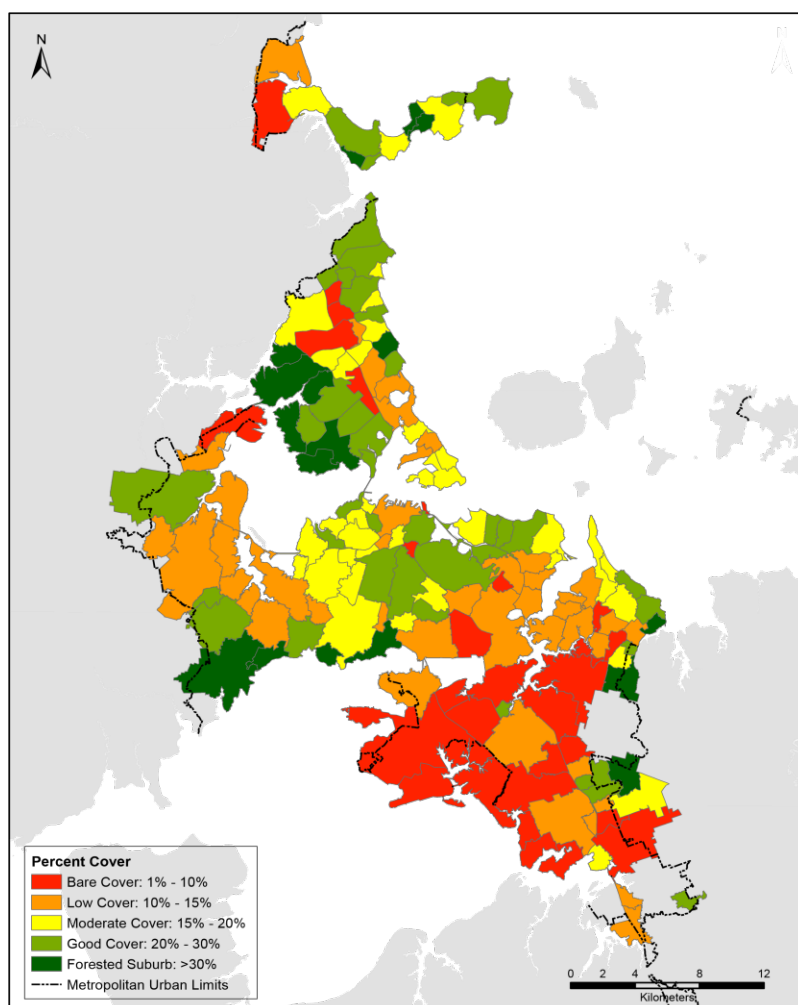 N
N
Percent Cover
Bare Cover: 1% - 10%
Low Cover: 10% - 15%
Moderate Cover: 15% - 20%
Good Cover: 20% - 30%
Forested Suburb: >30%
Metropolitan Urban Limits
0 2 4 8 12
Kilometers